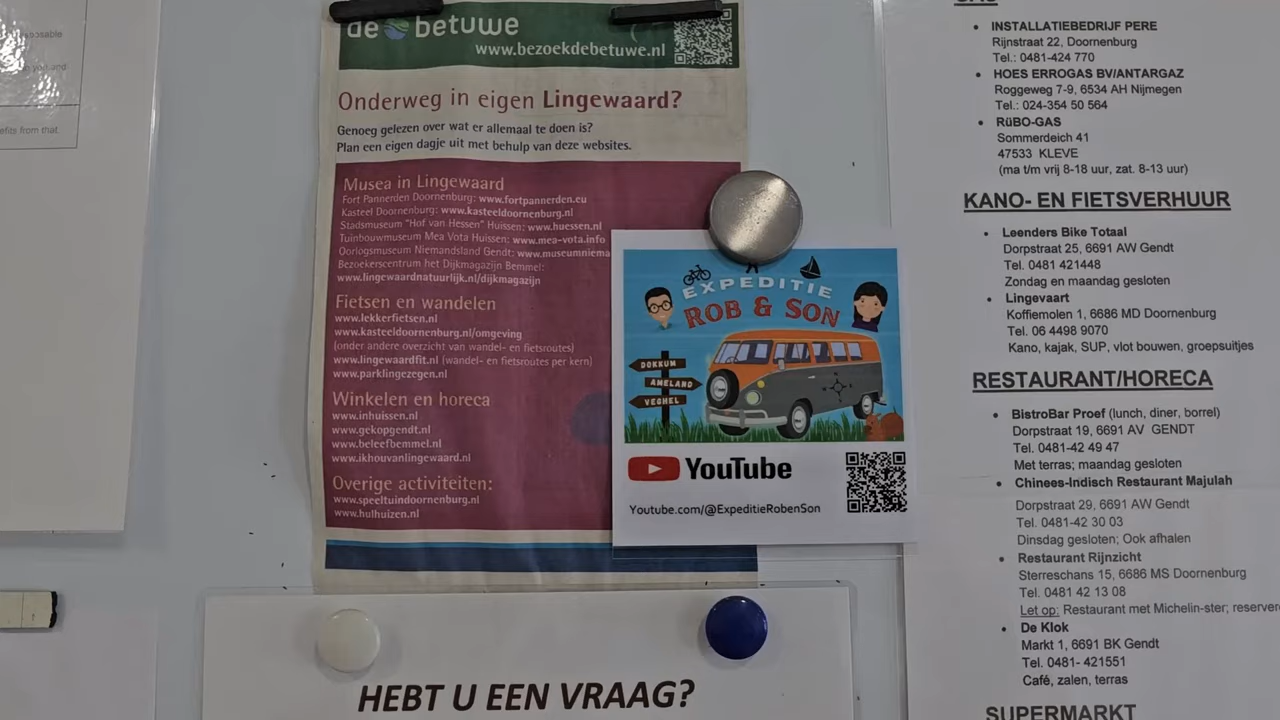 sposable
you and
efits from that.
de betuwe
www.bezoekdebetuwe.nl
Onderweg in eigen Lingewaard?
Genoeg gelezen over wat er allemaal te doen is?
Plan een eigen dagje uit met behulp van deze websites.
Musea in Lingewaard
Fort Pannerden Doornenburg: www.fortpannerden.eu
Kasteel Doornenburg: www.kasteeldoornenburg.nl
Stadsmuseum "Hof van Hessen" Huissen: www.huessen.nl
Tuinbouwmuseum Mea Vota Huissen: www.mea-vota.info
Oorlogsmuseum Niemandsland Gendt: www.museumniema
Bezoekerscentrum het Dijkmagazijn Bemmel:
www.lingewaardnatuurlijk.nl/dijkmagazijn
Fietsen en wandelen
www.lekkerfietsen.nl
www.kasteeldoornenburg.nl/omgeving
(onder andere overzicht van wandel- en fietsroutes)
www.lingewaardfit.nl (wandel- en fietsroutes per kern)
www.parklingezegen.nl
Winkelen en horeca
www.inhuissen.nl
www.gekopgendt.nl
www.beleefbemmel.nl
www.ikhouvanlingewaard.nl
Overige activiteiten:
www.speeltuindoornenburg.nl
www.hulhuizen.nl
EXPEDITIE
ROB & SON
DOKKUM
AMELAND
VEGHEL
YouTube
Youtube.com/@ExpeditieRobenSon
HEBT U EEN VRAAG?
GAS
• INSTALLATIEBEDRIJF PERE
Rijnstraat 22, Doornenburg
Tel.: 0481-424 770
• HOES ERROGAS BV/ANTARGAZ
Roggeweg 7-9, 6534 AH Nijmegen
Tel.: 024-354 50 564
• RüBO-GAS
Sommerdeich 41
47533 KLEVE
(ma t/m vrij 8-18 uur, zat. 8-13 uur)
KANO- EN FIETSVERHUUR
• Leenders Bike Totaal
Dorpstraat 25, 6691 AW Gendt
Tel. 0481 421448
Zondag en maandag gesloten
• Lingevaart
Koffiemolen 1, 6686 MD Doornenburg
Tel. 06 4498 9070
Kano, kajak, SUP, vlot bouwen, groepsuitjes
RESTAURANT/HORECA
• BistroBar Proef (lunch, diner, borrel)
Dorpstraat 19, 6691 AV GENDT
Tel. 0481-42 49 47
Met terras; maandag gesloten
• Chinees-Indisch Restaurant Majulah
Dorpstraat 29, 6691 AW Gendt
Tel. 0481-42 30 03
Dinsdag gesloten; Ook afhalen
• Restaurant Rijnzicht
Sterreschans 15, 6686 MS Doornenburg
Tel. 0481 42 13 08
Let op: Restaurant met Michelin-ster; reservere
• De Klok
Markt 1, 6691 BK Gendt
Tel. 0481- 421551
Café, zalen, terras
SUPERMARKT